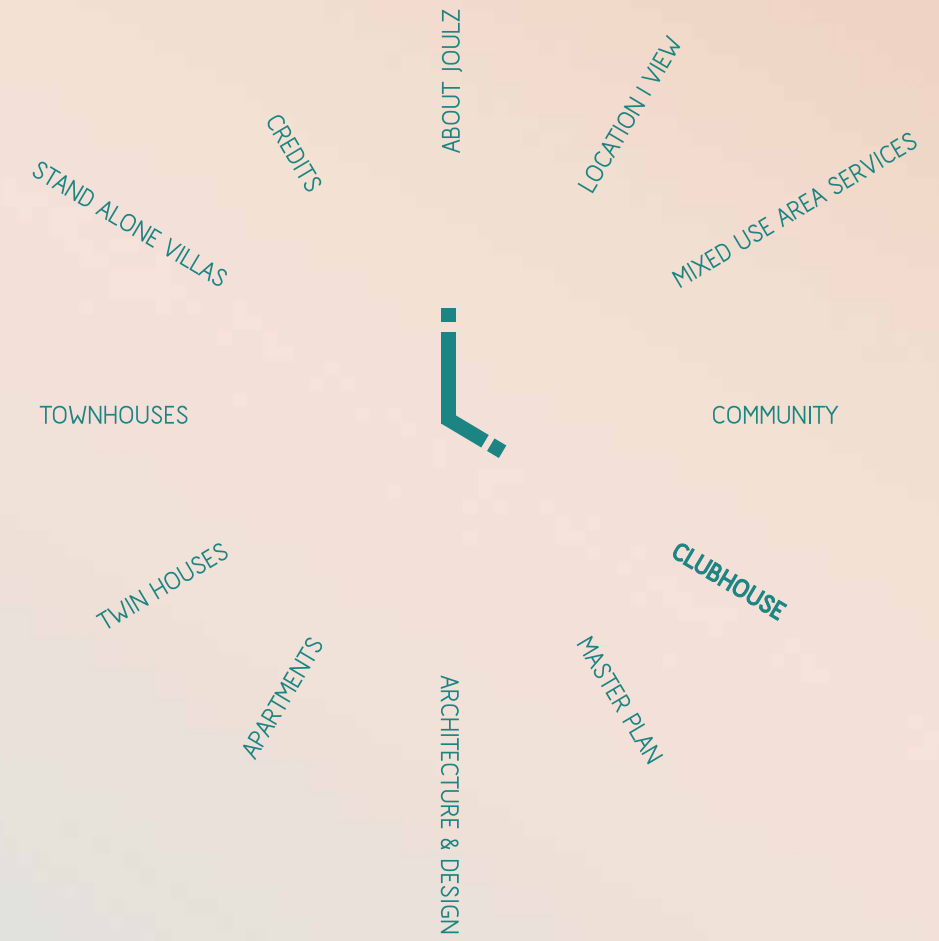 ABOUT JOULZ
LOCATION I VIEW
MIXED USE AREA SERVICES
COMMUNITY
CLUBHOUSE
MASTER PLAN
ARCHITECTURE & DESIGN
APARTMENTS
TWIN HOUSES
TOWNHOUSES
STAND ALONE VILLAS
CREDITS